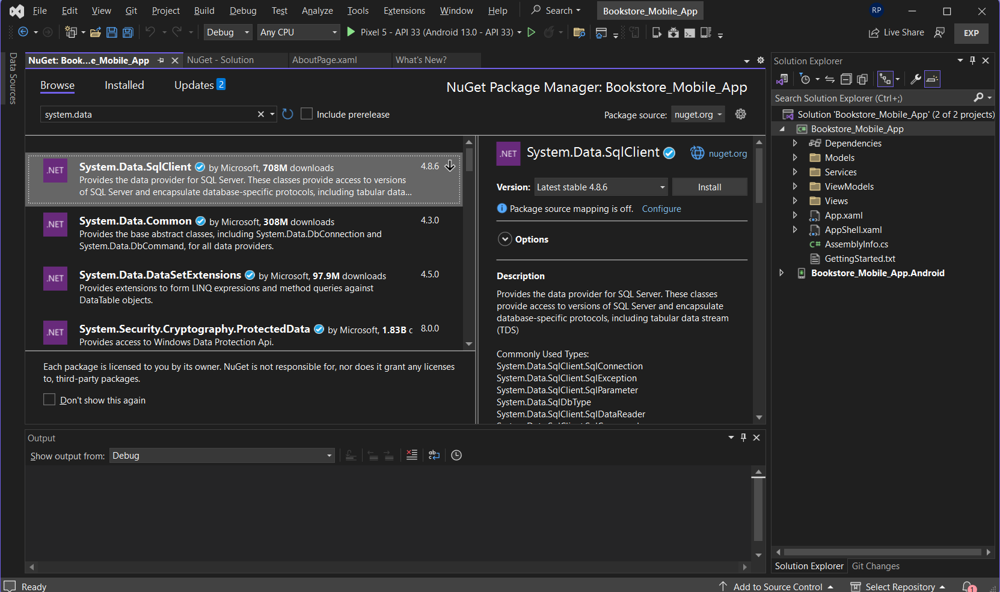 File Edit View Git Project Build Debug Test Analyze Tools Extensions Window Help Search Bookstore_Mobile_App RP
Debug Any CPU Pixel 5 - API 33 (Android 13.0 - API 33) Live Share EXP
Data Sources
NuGet: Book...e_Mobile_App NuGet - Solution AboutPage.xaml What's New?
Browse Installed Updates 2
NuGet Package Manager: Bookstore_Mobile_App
system.data Include prerelease Package source: nuget.org
.NET System.Data.SqlClient by Microsoft, 708M downloads 4.8.6
Provides the data provider for SQL Server. These classes provide access to versions
of SQL Server and encapsulate database-specific protocols, including tabular data...
.NET System.Data.Common by Microsoft, 308M downloads 4.3.0
Provides the base abstract classes, including System.Data.DbConnection and
System.Data.DbCommand, for all data providers.
.NET System.Data.DataSetExtensions by Microsoft, 97.9M downloads 4.5.0
Provides extensions to form LINQ expressions and method queries against
DataTable objects.
.NET System.Security.Cryptography.ProtectedData by Microsoft, 1.83B 8.0.0
Provides access to Windows Data Protection Api.
Each package is licensed to you by its owner. NuGet is not responsible for, nor does it grant any licenses
to, third-party packages.
Don't show this again
.NET System.Data.SqlClient nuget.org
Version: Latest stable 4.8.6 Install
Package source mapping is off. Configure
Options
Description
Provides the data provider for SQL Server. These classes
provide access to versions of SQL Server and encapsulate
database-specific protocols, including tabular data stream
(TDS)
Commonly Used Types:
System.Data.SqlClient.SqlConnection
System.Data.SqlClient.SqlException
System.Data.SqlClient.SqlParameter
System.Data.SqlDbType
System.Data.SqlClient.SqlDataReader
Output
Show output from: Debug
Solution Explorer
Search Solution Explorer (Ctrl+;)
Solution 'Bookstore_Mobile_App' (2 of 2 projects)
C# Bookstore_Mobile_App
Dependencies
Models
Services
ViewModels
Views
App.xaml
AppShell.xaml
C# AssemblyInfo.cs
GettingStarted.txt
Bookstore_Mobile_App.Android
Solution Explorer Git Changes
Ready Add to Source Control Select Repository 1